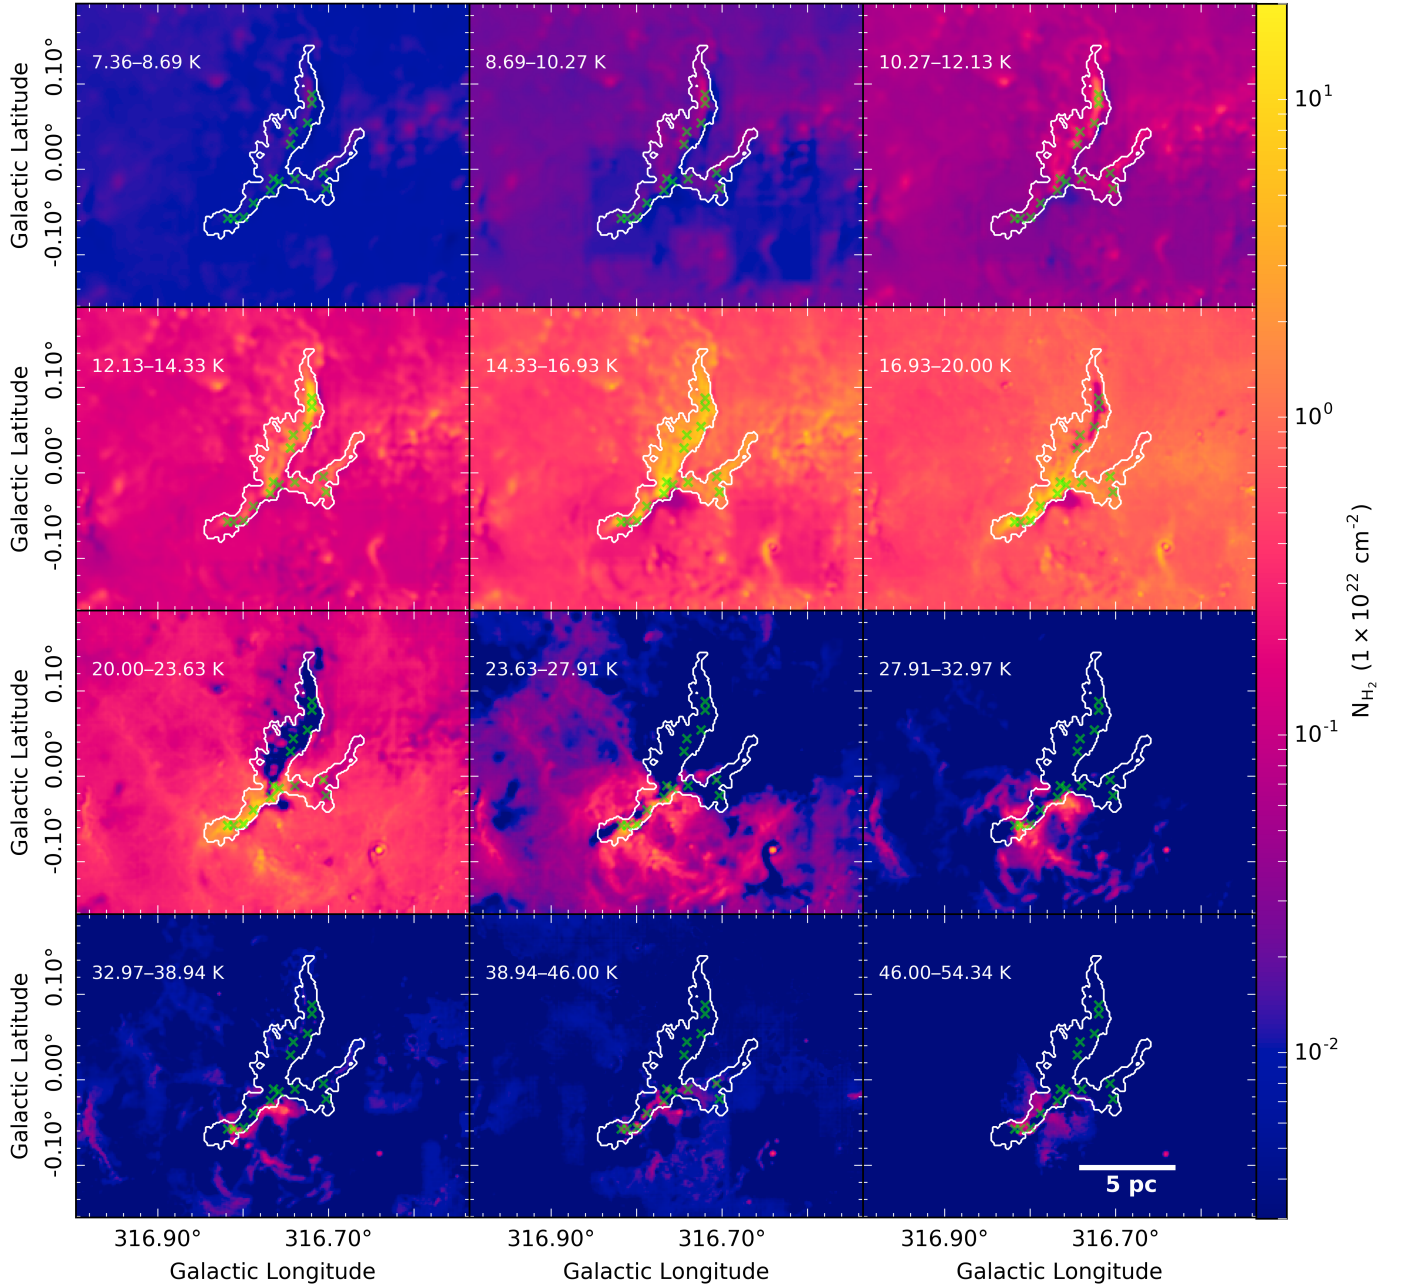 7.36–8.69 K
8.69–10.27 K
10.27–12.13 K
Galactic Latitude
0.10°
0.00°
-0.10°
12.13–14.33 K
14.33–16.93 K
16.93–20.00 K
Galactic Latitude
0.10°
0.00°
-0.10°
20.00–23.63 K
23.63–27.91 K
27.91–32.97 K
Galactic Latitude
0.10°
0.00°
-0.10°
32.97–38.94 K
38.94–46.00 K
46.00–54.34 K
Galactic Latitude
0.10°
0.00°
-0.10°
5 pc
316.90°
316.70°
316.90°
316.70°
316.90°
316.70°
Galactic Longitude
Galactic Longitude
Galactic Longitude
10¹
10⁰
10⁻¹
10⁻²
N_H₂ (1 × 10²² cm⁻²)